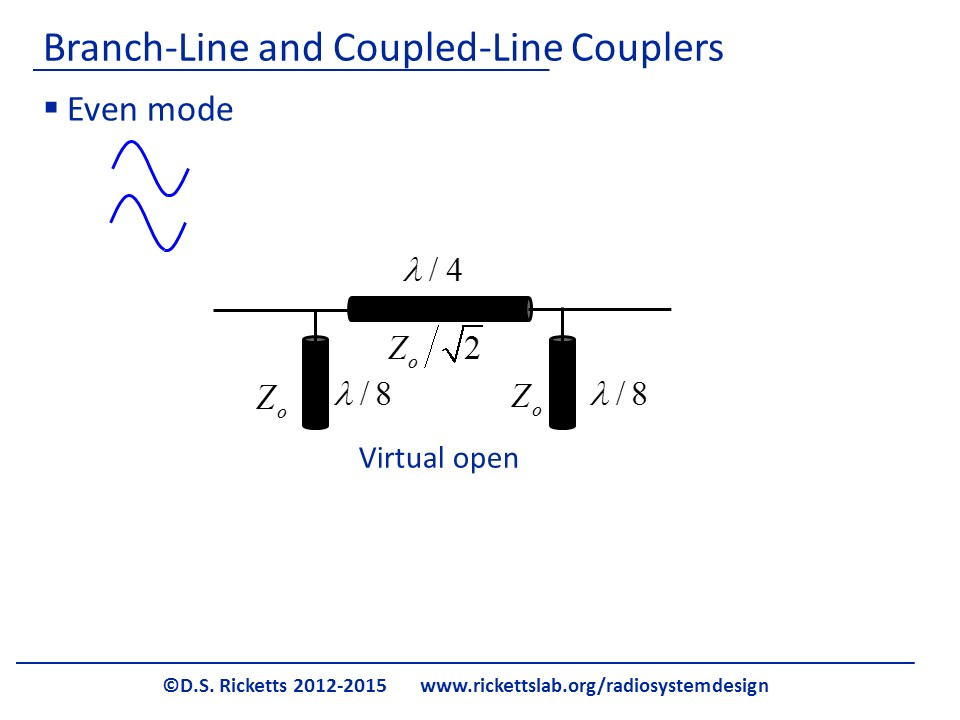 Branch-Line and Coupled-Line Couplers
▪ Even mode
λ / 4
Z₀/√2
Zₒ λ / 8 Zₒ λ / 8
Virtual open
©D.S. Ricketts 2012-2015 www.rickettslab.org/radiosystemdesign